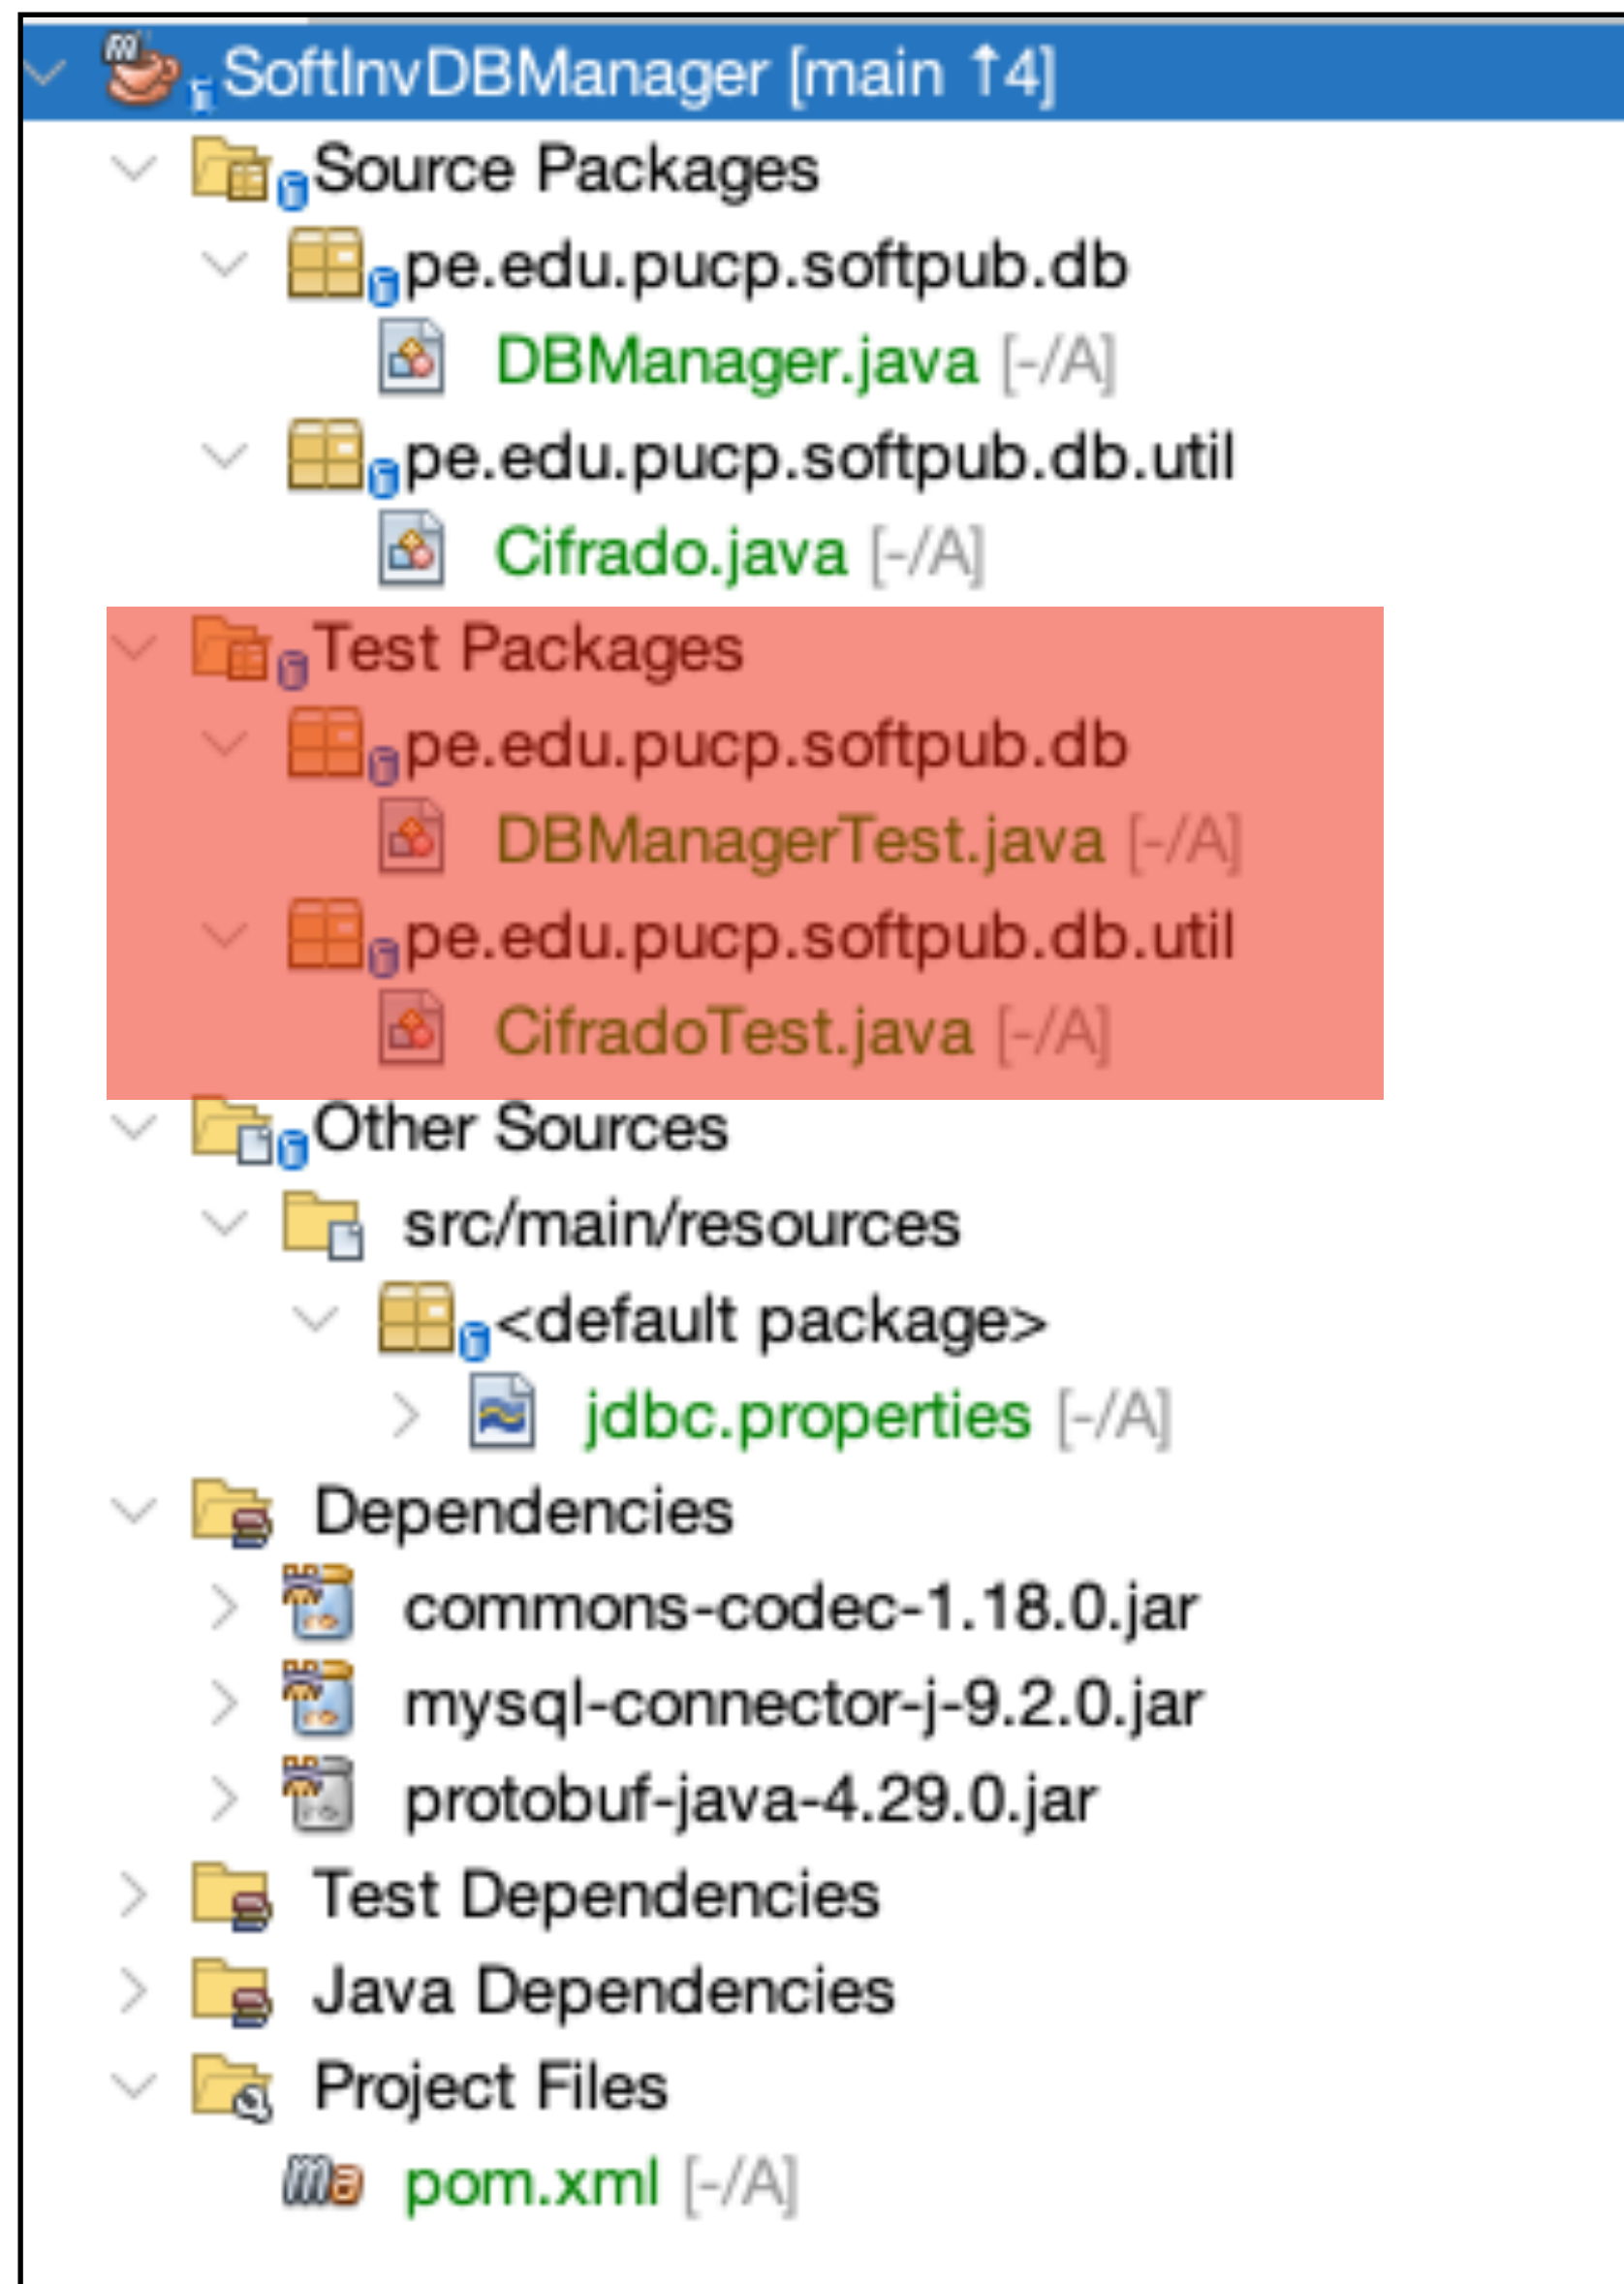 SoftInvDBManager [main ↑4]
Source Packages
pe.edu.pucp.softpub.db
DBManager.java [-/A]
pe.edu.pucp.softpub.db.util
Cifrado.java [-/A]
Test Packages
pe.edu.pucp.softpub.db
DBManagerTest.java [-/A]
pe.edu.pucp.softpub.db.util
CifradoTest.java [-/A]
Other Sources
src/main/resources
<default package>
jdbc.properties [-/A]
Dependencies
commons-codec-1.18.0.jar
mysql-connector-j-9.2.0.jar
protobuf-java-4.29.0.jar
Test Dependencies
Java Dependencies
Project Files
pom.xml [-/A]